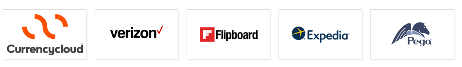 Currencycloud
verizon✓
Flipboard
Expedia
Pega